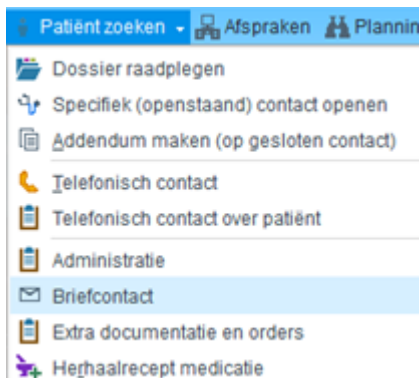 Patiënt zoeken Afspraken Plannin
Dossier raadplegen
Specifiek (openstaand) contact openen
Addendum maken (op gesloten contact)
Telefonisch contact
Telefonisch contact over patiënt
Administratie
Briefcontact
Extra documentatie en orders
Herhaalrecept medicatie